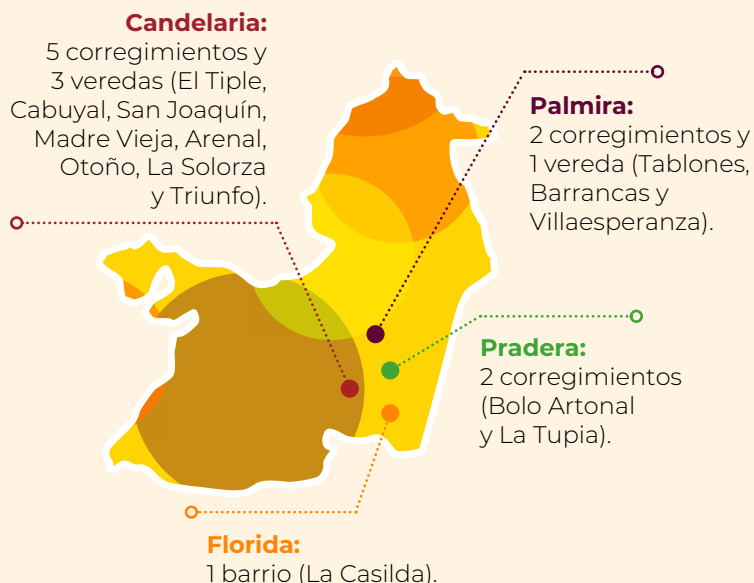 Candelaria:
5 corregimientos y
3 veredas (El Tiple,
Cabuyal, San Joaquín,
Madre Vieja, Arenal,
Otoño, La Solorza
y Triunfo).
Palmira:
2 corregimientos y
1 vereda (Tablones,
Barrancas y
Villaesperanza).
Pradera:
2 corregimientos
(Bolo Artonal
y La Tupia).
Florida:
1 barrio (La Casilda).